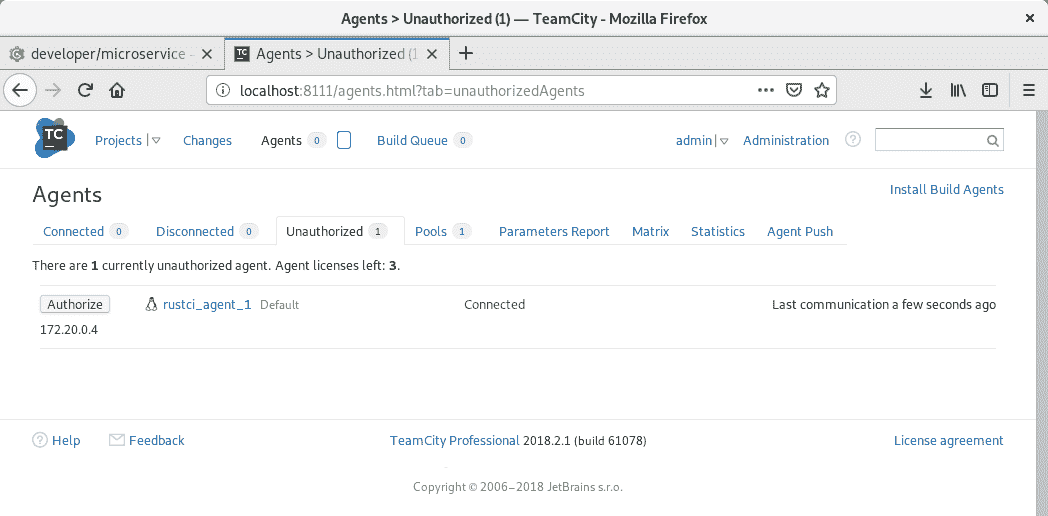 Agents > Unauthorized (1) — TeamCity - Mozilla Firefox
developer/microservice - Agents > Unauthorized (1
localhost:8111/agents.html?tab=unauthorizedAgents
TC Projects Changes Agents 0 Build Queue 0 admin Administration ?
Agents Install Build Agents
Connected 0 Disconnected 0 Unauthorized 1 Pools 1 Parameters Report Matrix Statistics Agent Push
There are 1 currently unauthorized agent. Agent licenses left: 3.
Authorize rustci_agent_1 Default Connected Last communication a few seconds ago
172.20.0.4
? Help Feedback TeamCity Professional 2018.2.1 (build 61078) License agreement
Copyright © 2006–2018 JetBrains s.r.o.